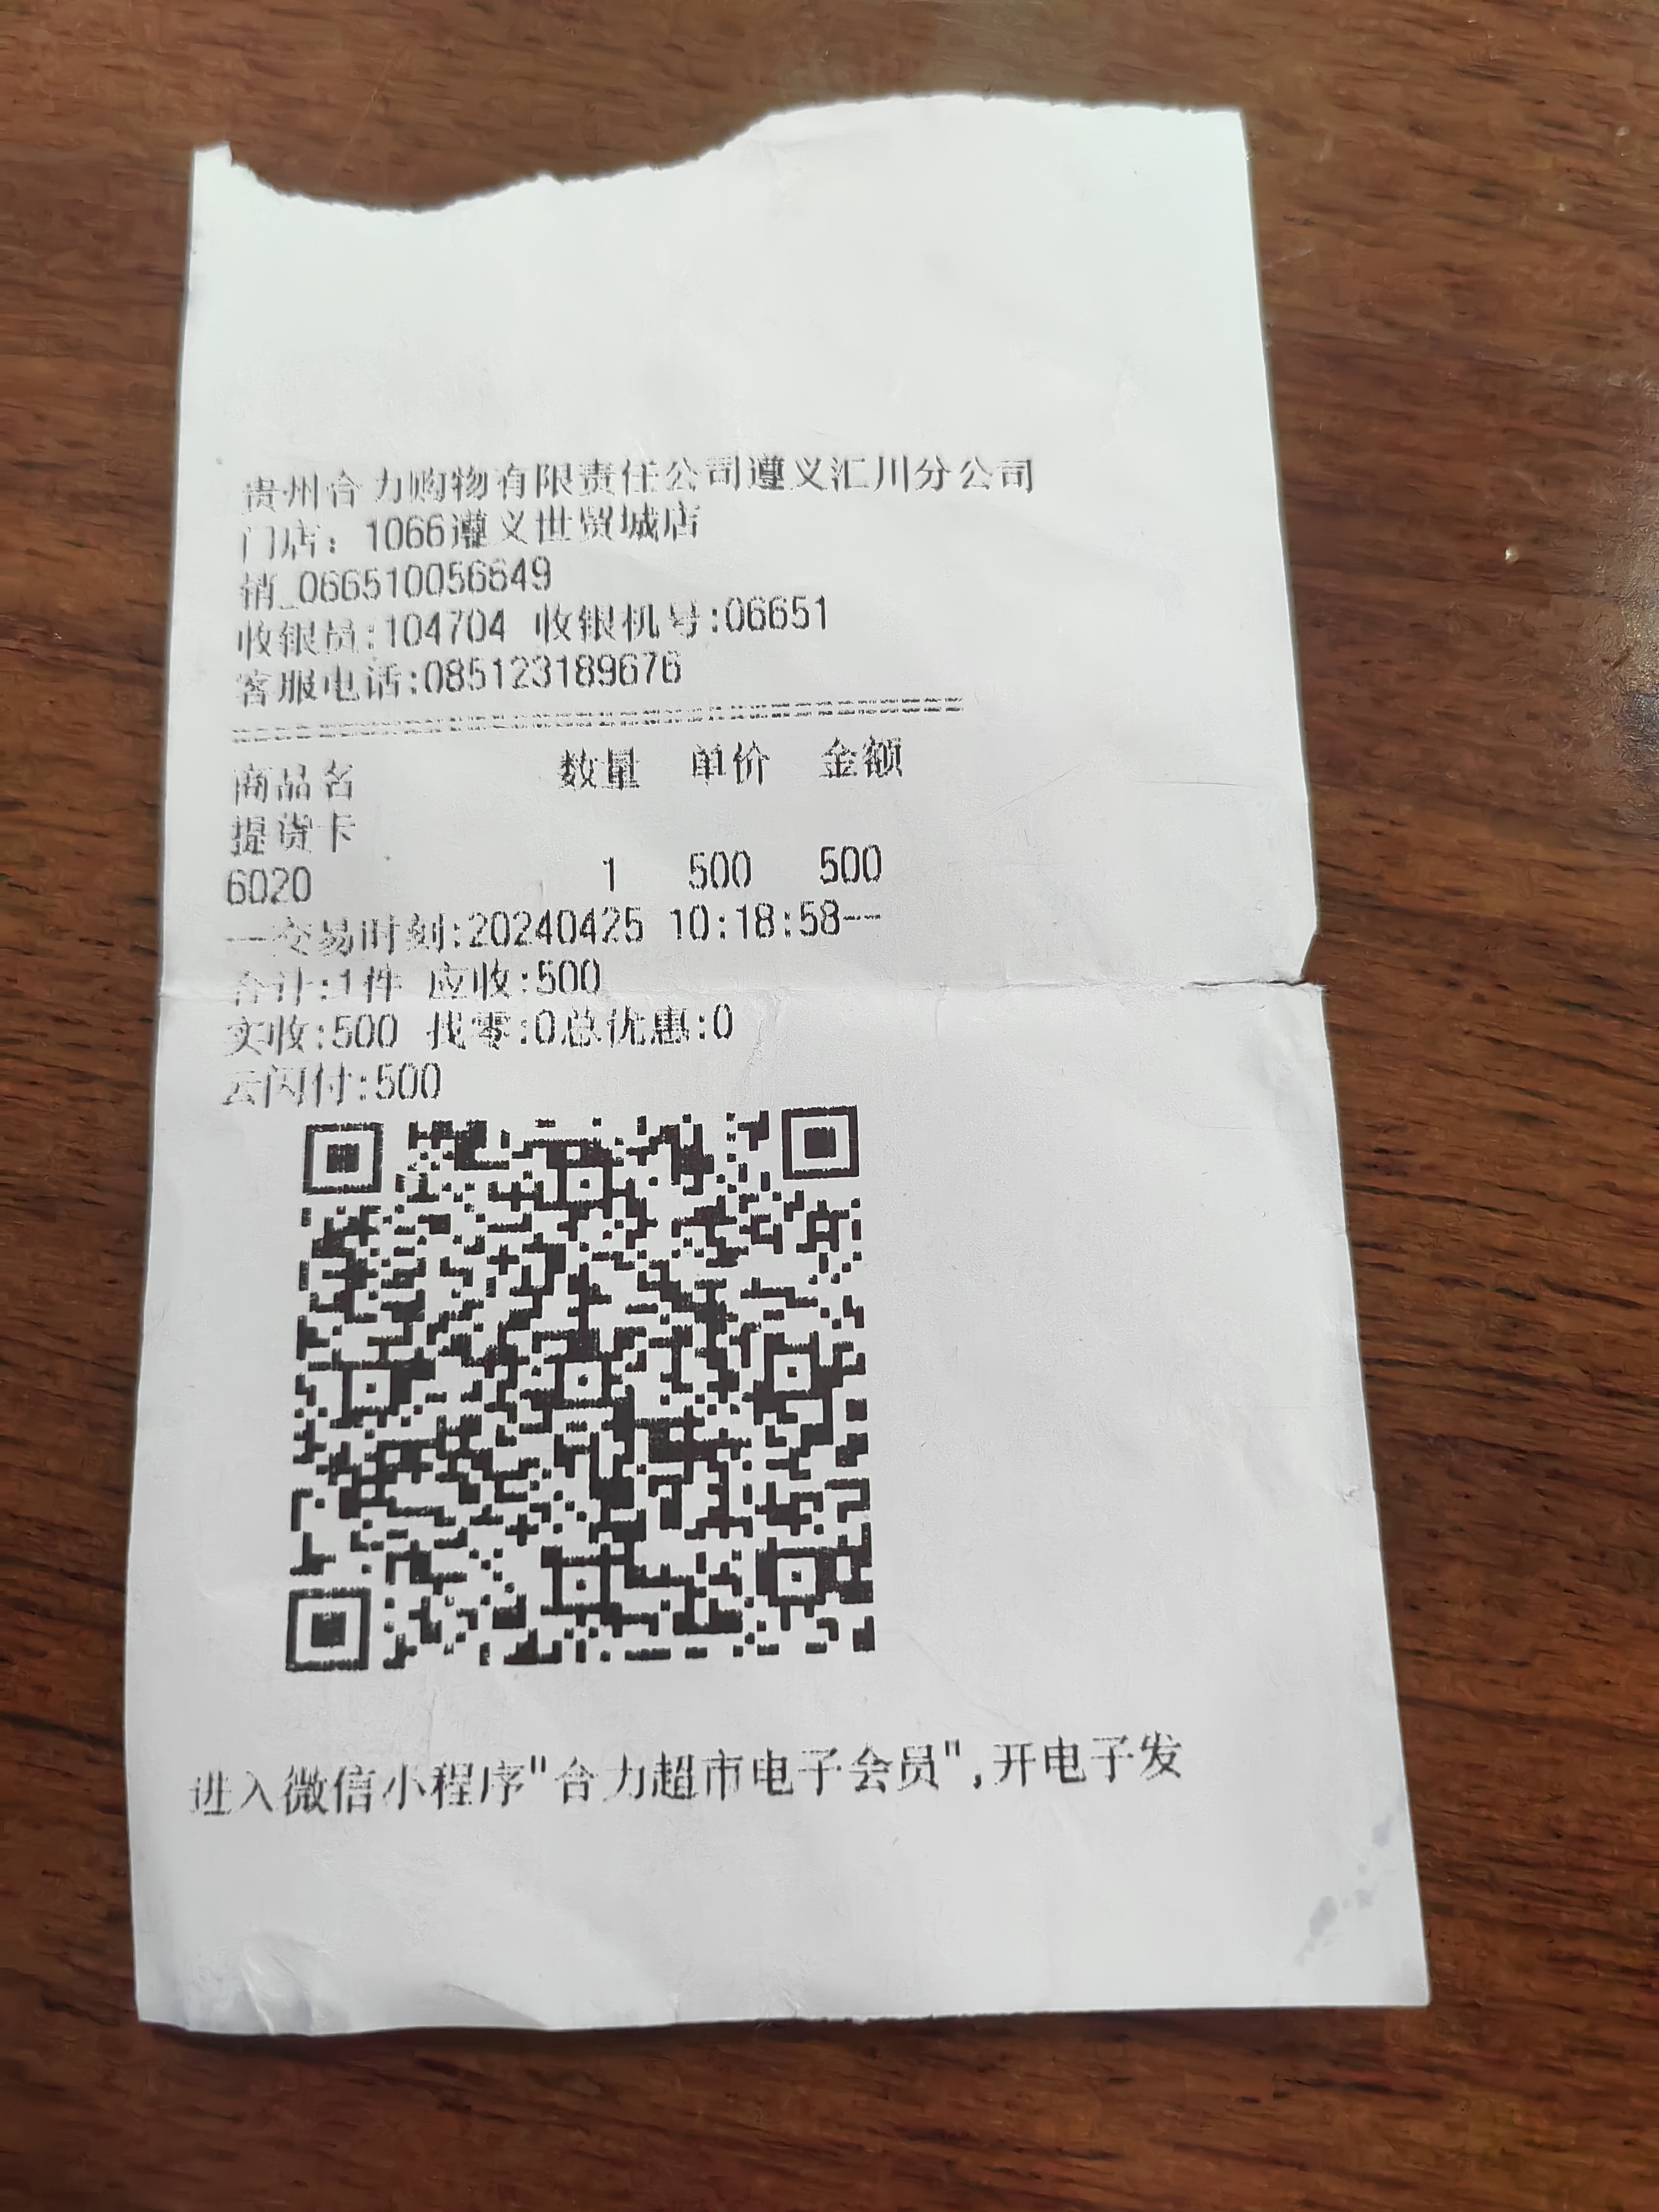 贵州合力购物有限责任公司遵义汇川分公司
门店：1066遵义世贸城店
销_066510056649
收银员:104704 收银机号:06651
客服电话:085123189676
商品名 数量 单价 金额
提货卡
6020 1 500 500
--交易时刻:20240425 10:18:58--
合计:1件 应收:500
实收:500 找零:0总优惠:0
云闪付:500
进入微信小程序"合力超市电子会员",开电子发